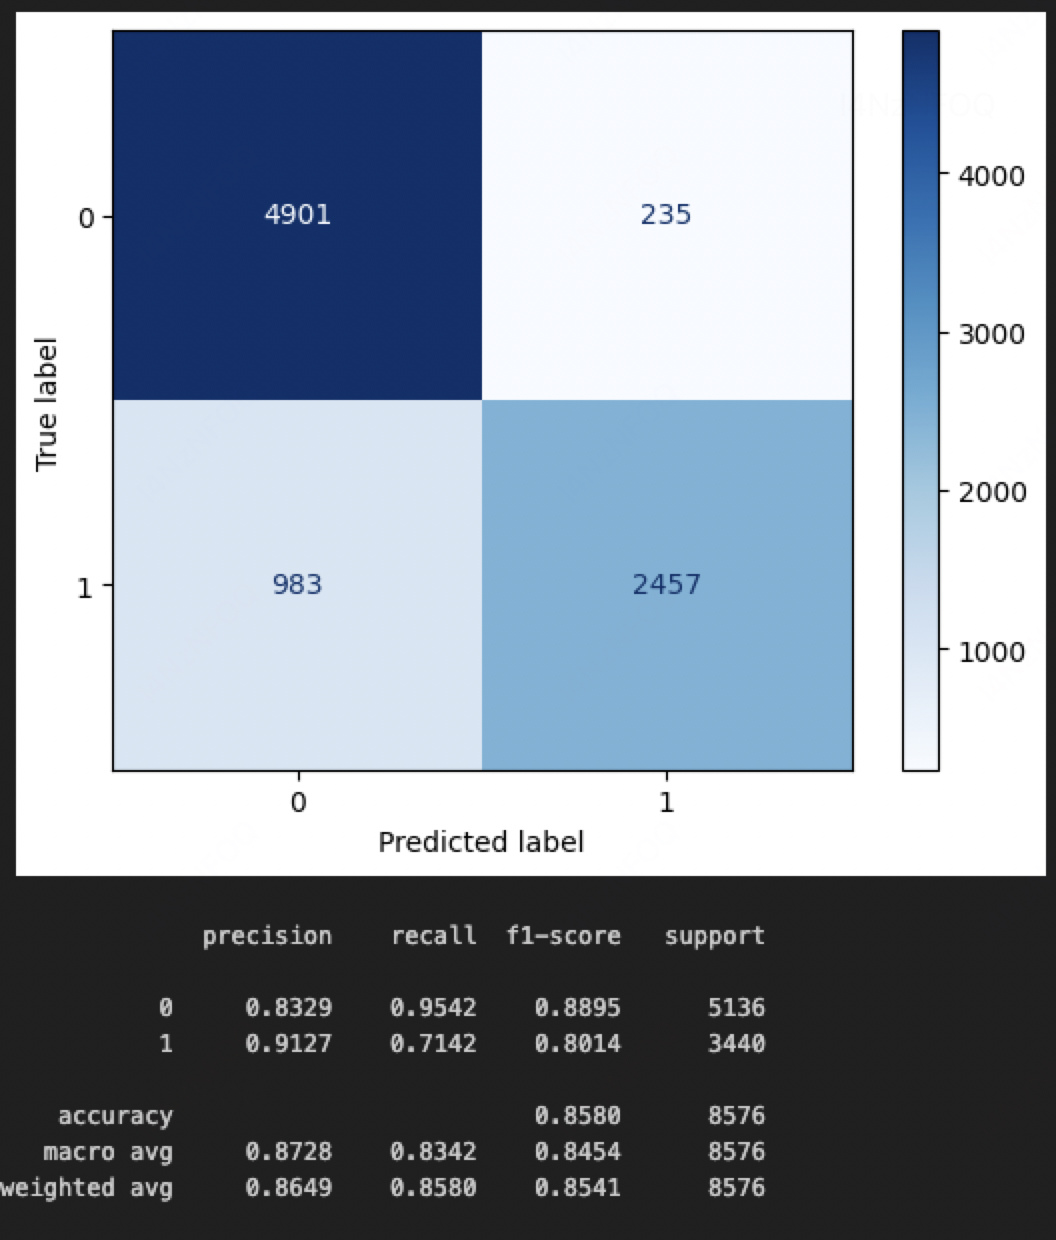 4901 235
983 2457
0
1
True label
0 1
Predicted label
4000
3000
2000
1000
precision recall f1-score support
0 0.8329 0.9542 0.8895 5136
1 0.9127 0.7142 0.8014 3440
accuracy 0.8580 8576
macro avg 0.8728 0.8342 0.8454 8576
weighted avg 0.8649 0.8580 0.8541 8576